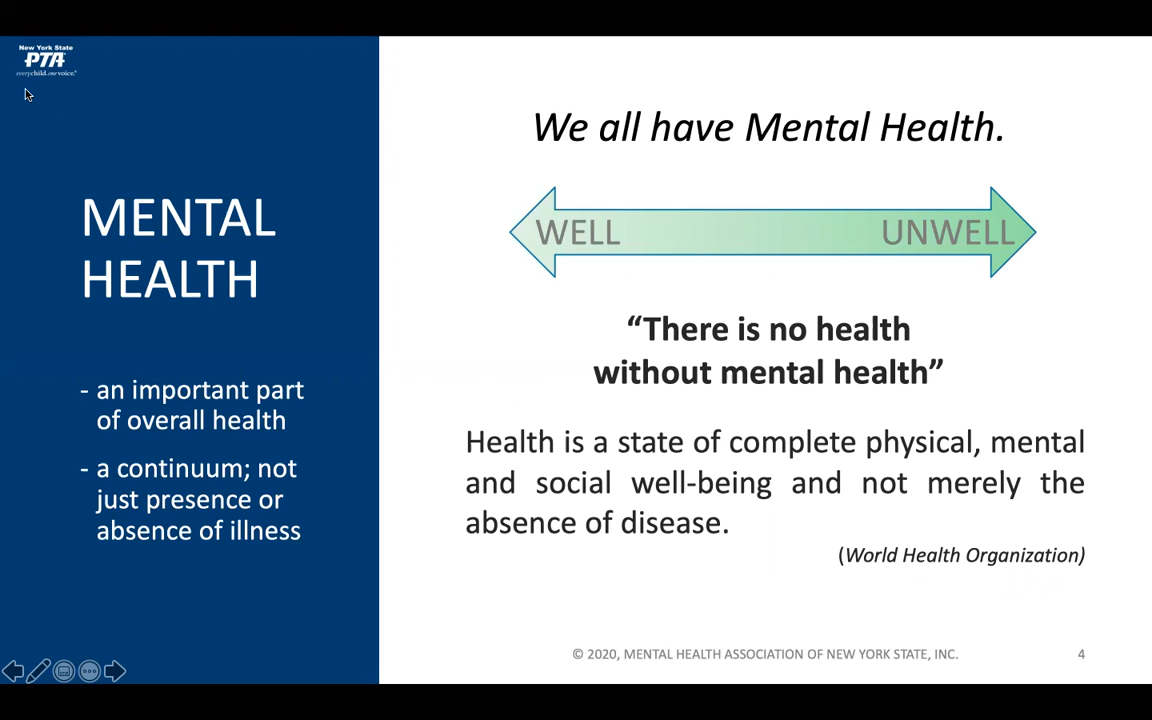 New York State
PTA
everychild.onevoice.®
MENTAL
HEALTH
- an important part
of overall health
- a continuum; not
just presence or
absence of illness
We all have Mental Health.
WELL UNWELL
“There is no health
without mental health”
Health is a state of complete physical, mental
and social well-being and not merely the
absence of disease.
(World Health Organization)
© 2020, MENTAL HEALTH ASSOCIATION OF NEW YORK STATE, INC. 4